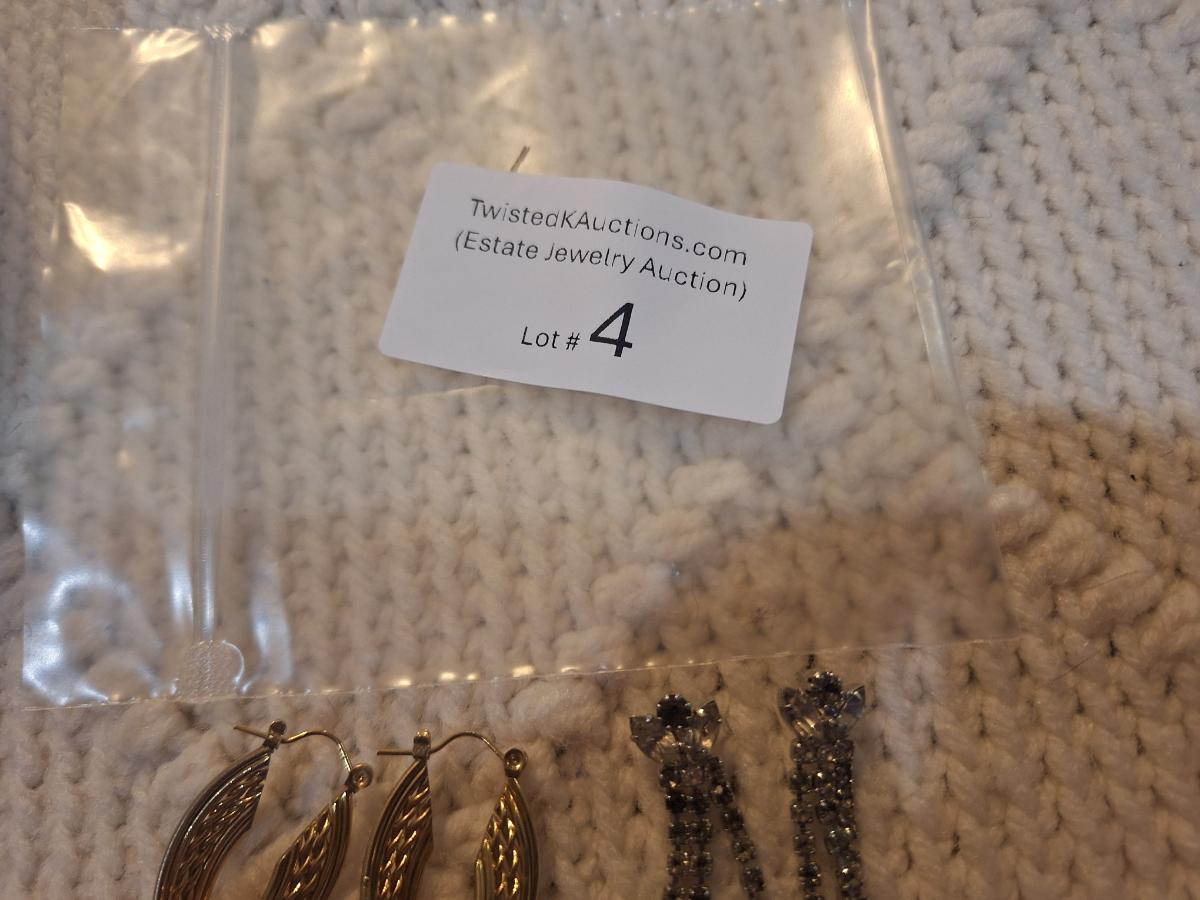 TwistedKAuctions.com
(Estate Jewelry Auction)
Lot # 4